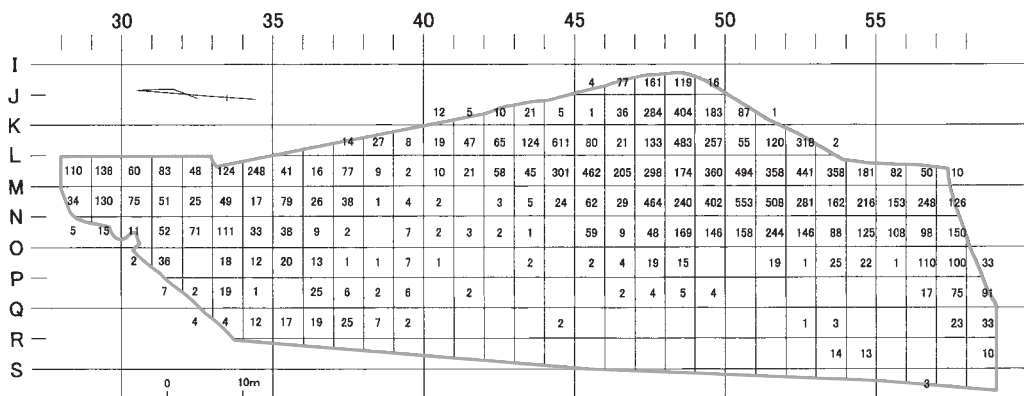 30 35 40 45 50 55
I
4 77 161 119 16
J
12 5 10 21 5 1 36 284 404 183 87 1
K
14 27 8 19 47 65 124 611 80 21 133 483 257 55 120 318 2
L
110 138 60 83 48 124 248 41 16 77 9 2 10 21 58 45 301 462 205 298 174 360 494 358 441 358 181 82 50 10
M
34 130 75 51 25 49 17 79 26 38 1 4 2 3 5 24 62 29 464 240 402 553 508 281 162 216 153 248 126
N
5 15 11 52 71 111 33 38 9 2 7 2 3 2 1 59 9 48 169 146 158 244 146 88 125 108 98 150
O
2 36 18 12 20 13 1 1 7 1 2 2 4 19 15 19 1 25 22 1 110 100 33
P
7 2 19 1 25 6 2 6 2 2 4 5 4 17 75 91
Q
4 4 12 17 19 25 7 2 2 1 3 23 33
R
14 13 10
S
3
0 10m